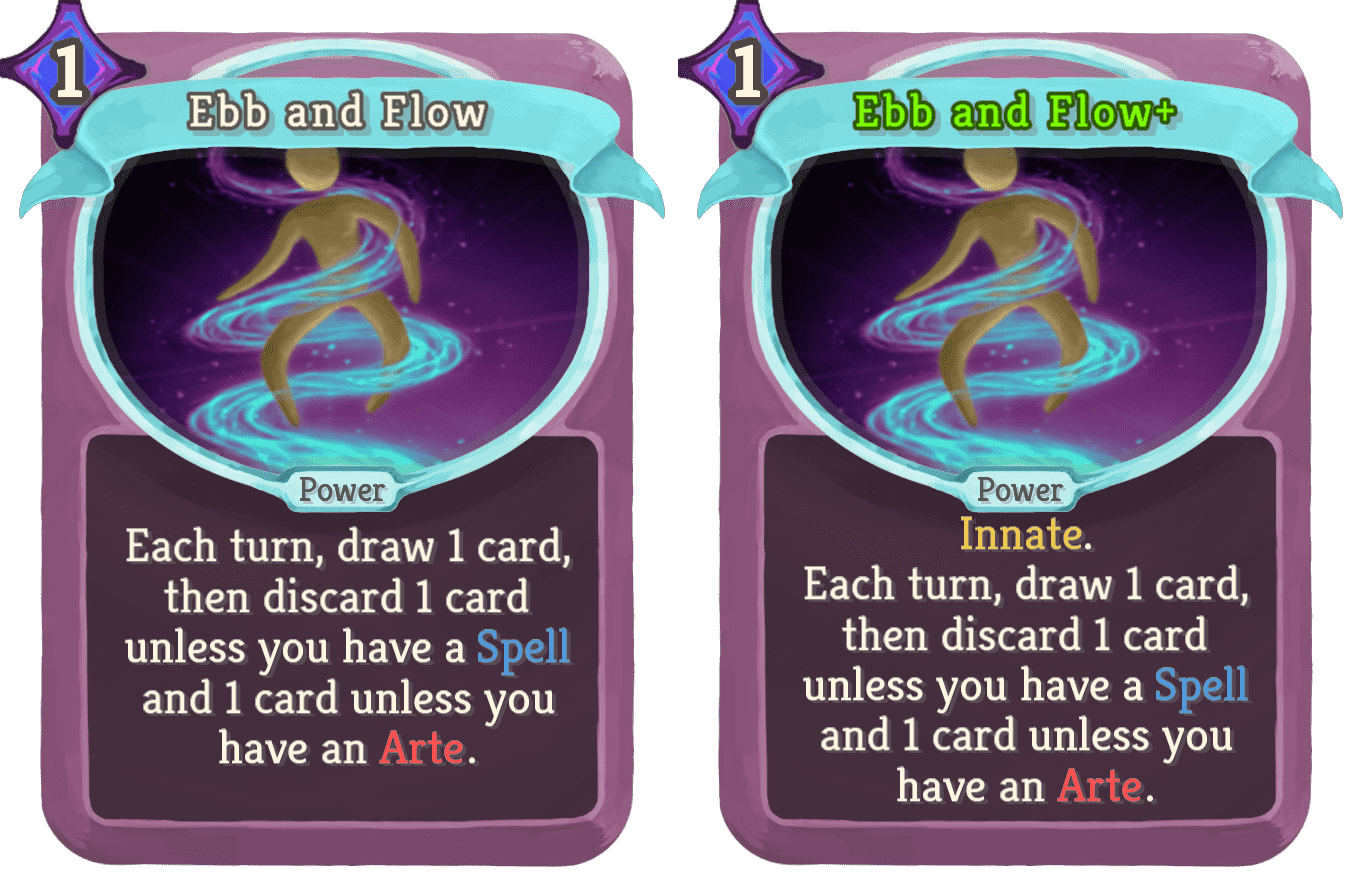 1
Ebb and Flow
Power
Each turn, draw 1 card,
then discard 1 card
unless you have a Spell
and 1 card unless you
have an Arte.
1
Ebb and Flow+
Power
Innate.
Each turn, draw 1 card,
then discard 1 card
unless you have a Spell
and 1 card unless you
have an Arte.